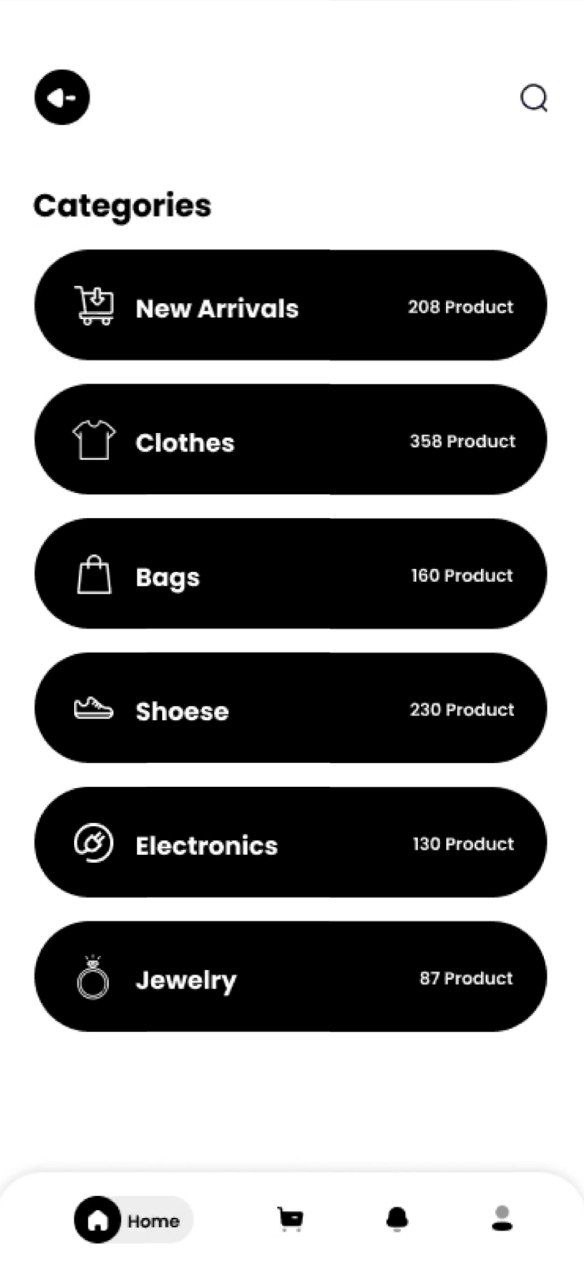 Categories
New Arrivals 208 Product
Clothes 358 Product
Bags 160 Product
Shoese 230 Product
Electronics 130 Product
Jewelry 87 Product
Home